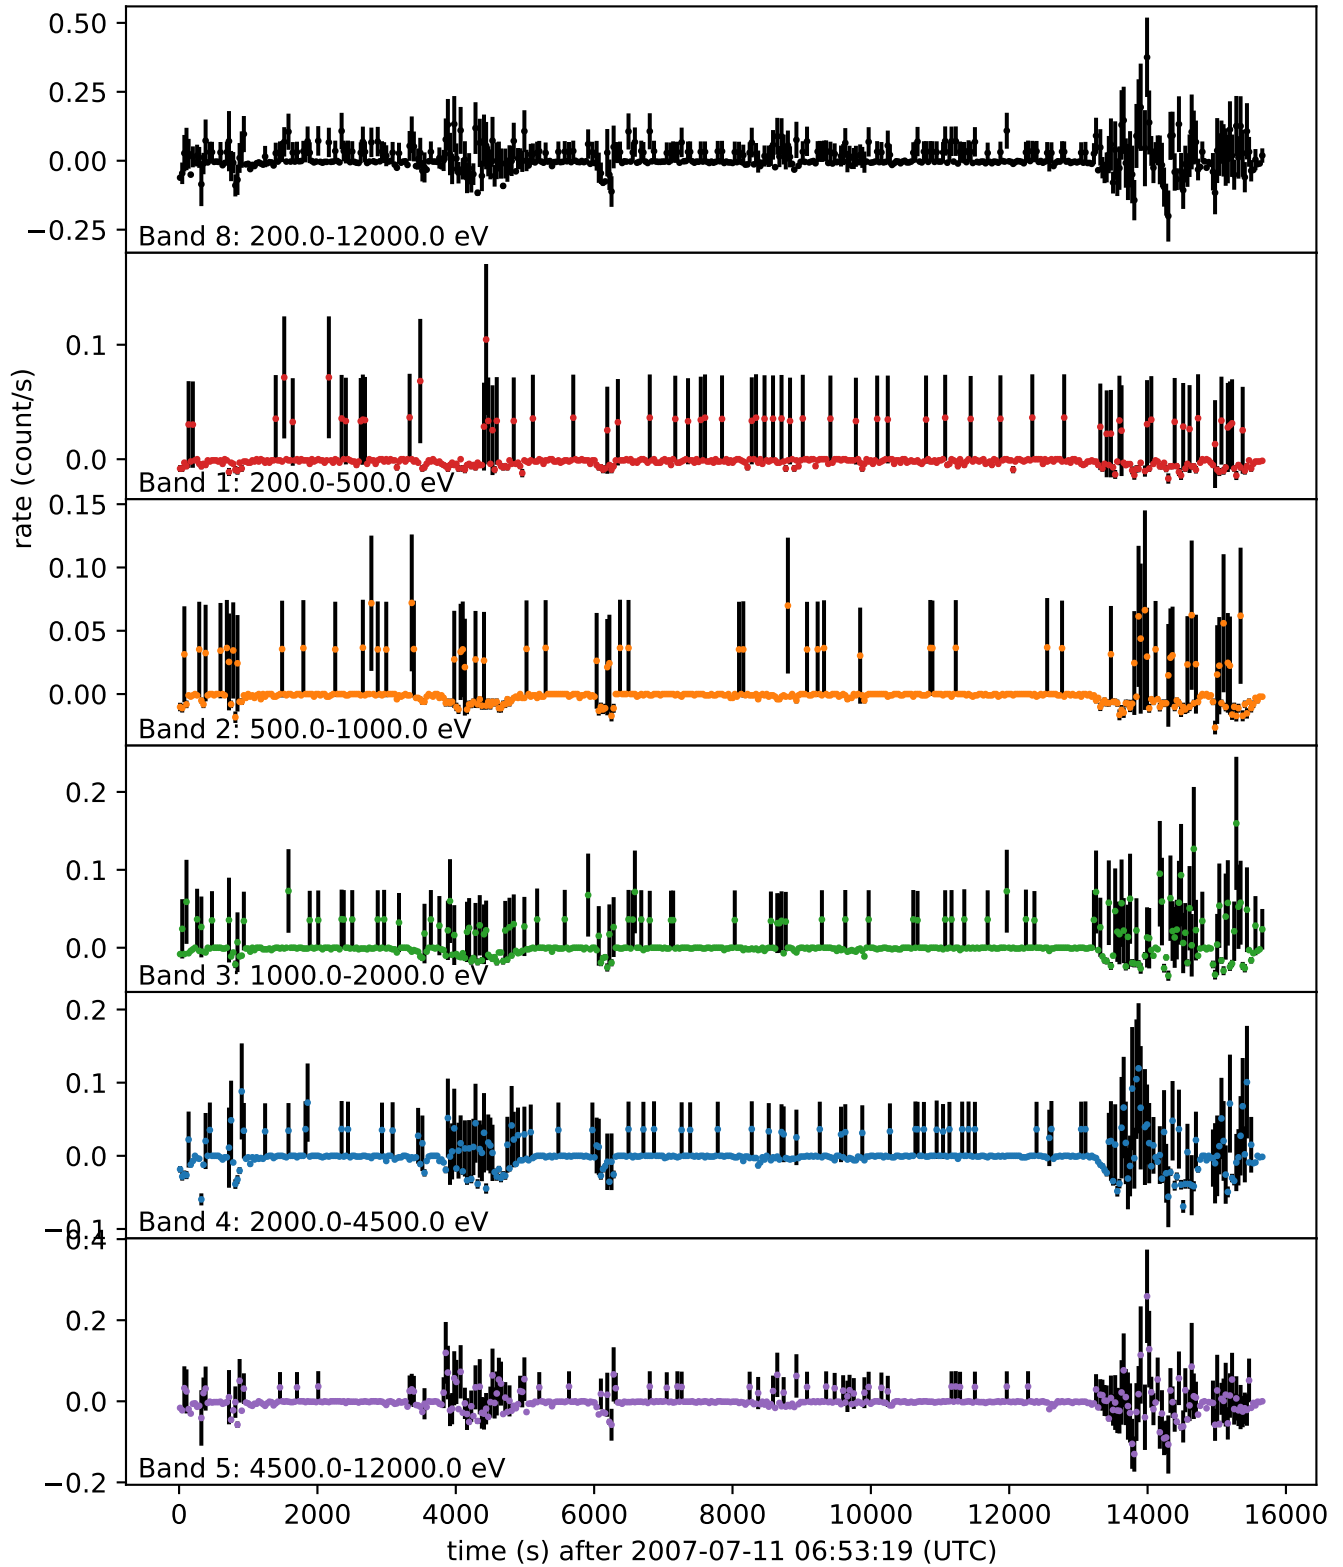 0.50
0.25
0.00
−0.25
Band 8: 200.0-12000.0 eV
0.1
0.0
Band 1: 200.0-500.0 eV
rate (count/s)
0.15
0.10
0.05
0.00
Band 2: 500.0-1000.0 eV
0.2
0.1
0.0
Band 3: 1000.0-2000.0 eV
0.2
0.1
0.0
−0.1
Band 4: 2000.0-4500.0 eV
0.4
0.2
0.0
−0.2
Band 5: 4500.0-12000.0 eV
0 2000 4000 6000 8000 10000 12000 14000 16000
time (s) after 2007-07-11 06:53:19 (UTC)